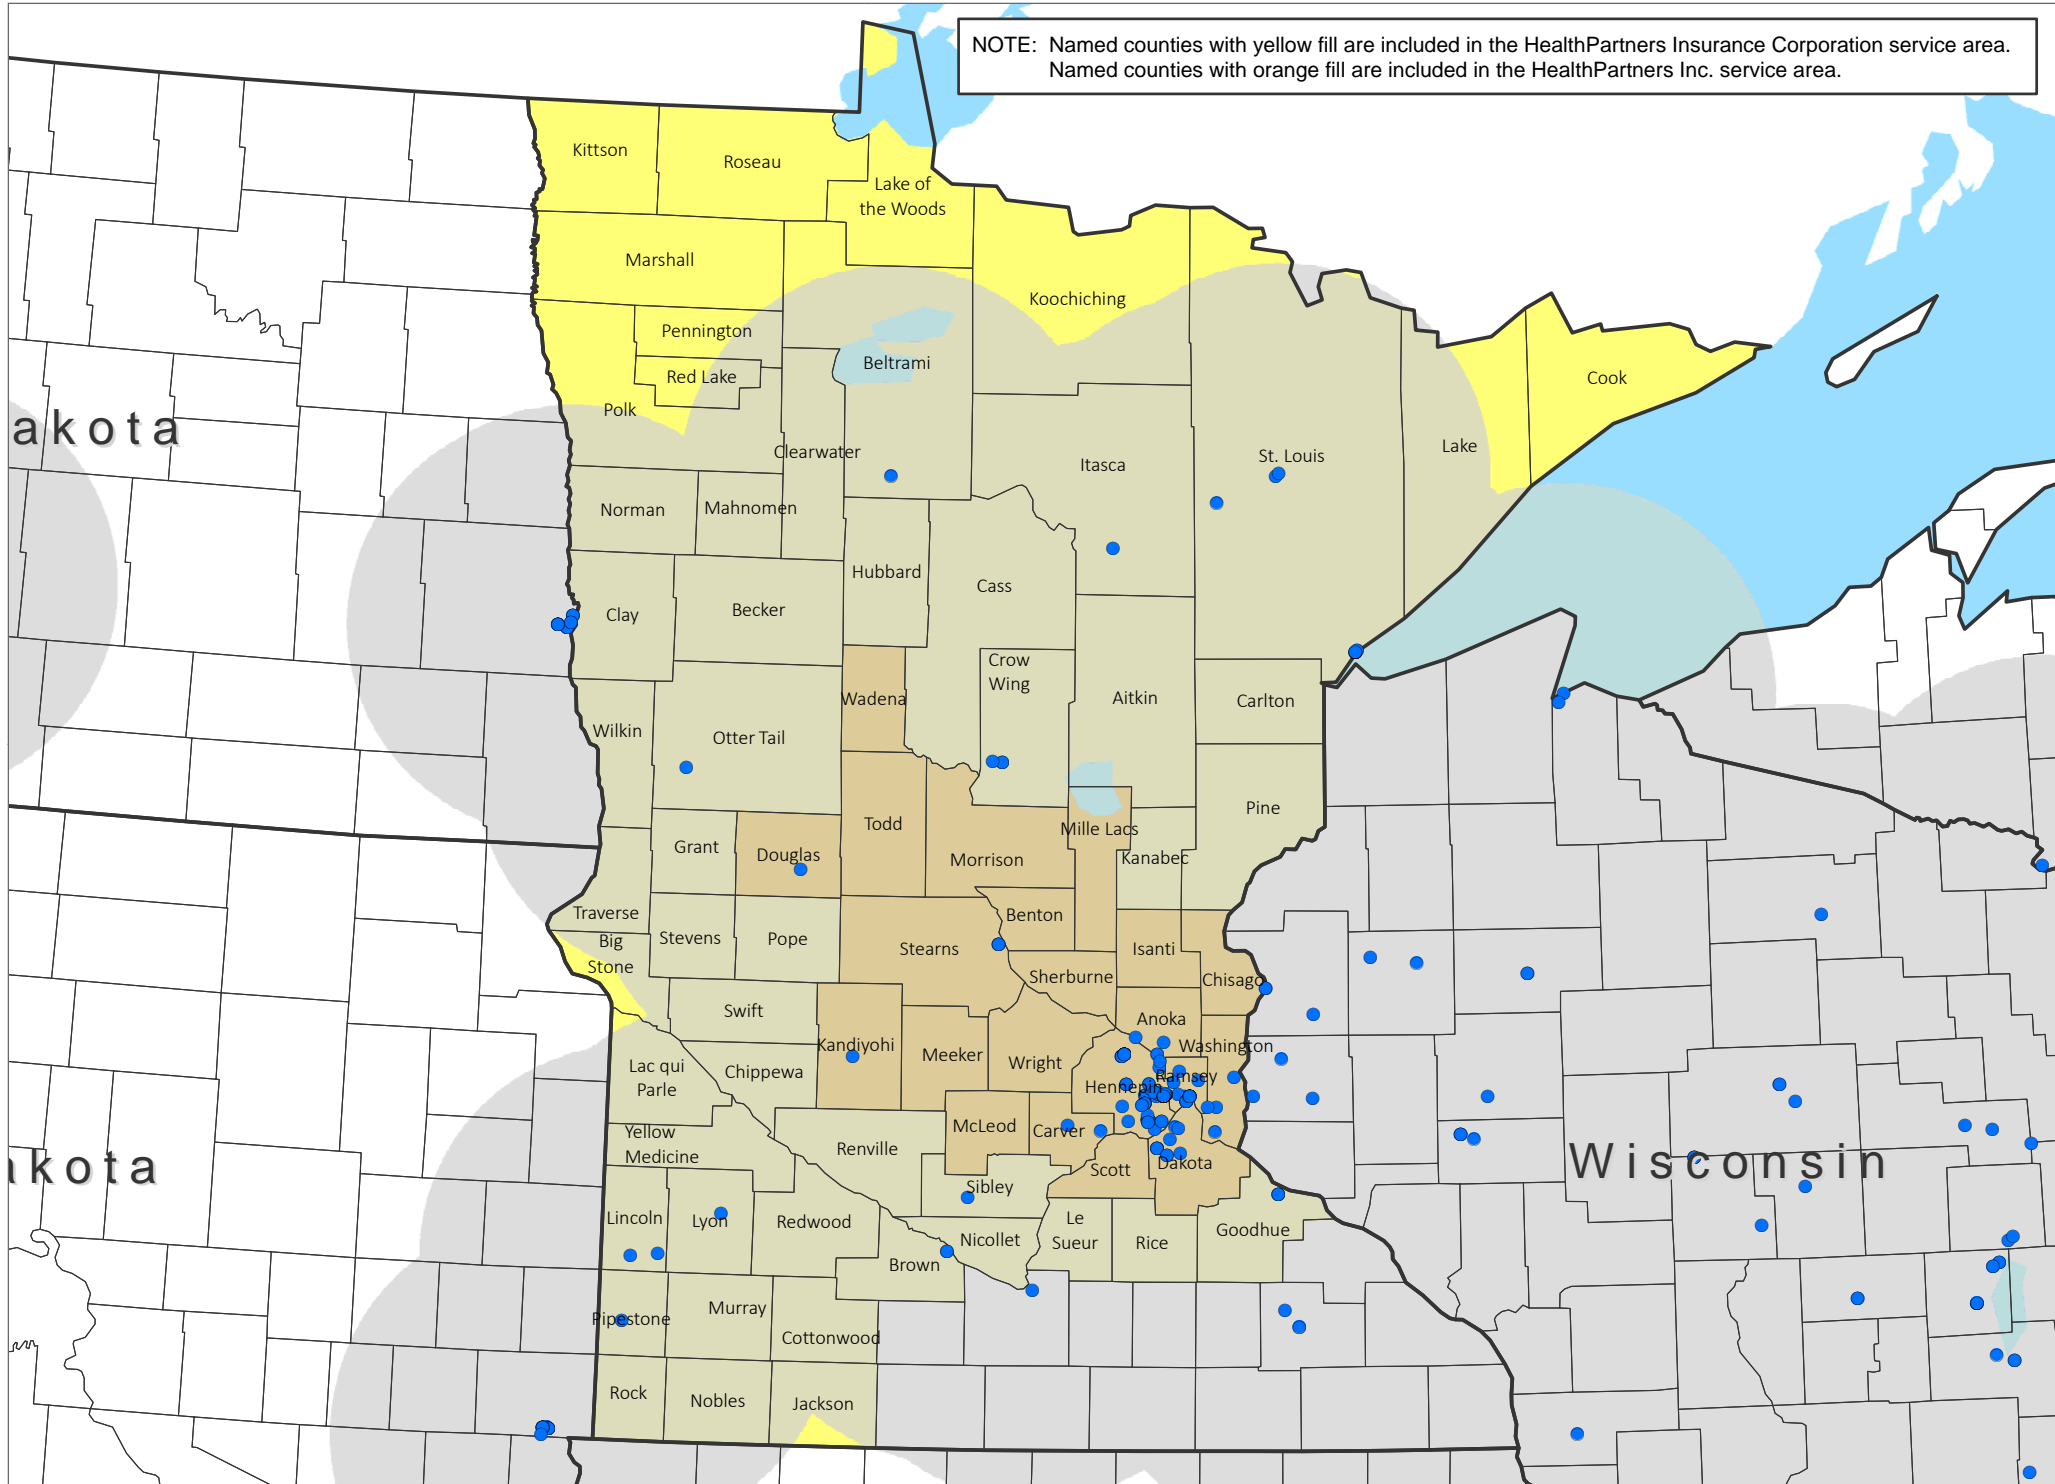 NOTE: Named counties with yellow fill are included in the HealthPartners Insurance Corporation service area.
Named counties with orange fill are included in the HealthPartners Inc. service area.
Kittson
Roseau
Lake of
the Woods
Marshall
Koochiching
Pennington
Beltrami
Red Lake
Cook
Polk
akota
Clearwater
Itasca
St. Louis
Lake
Norman
Mahnomen
Hubbard
Cass
Clay
Becker
Crow
Wing
Wadena
Aitkin
Carlton
Wilkin
Otter Tail
Pine
Todd
Mille Lacs
Grant
Douglas
Morrison
Kanabec
Traverse
Benton
Big
Stone
Stevens
Pope
Stearns
Isanti
Sherburne
Chisago
Swift
Anoka
Kandiyohi
Meeker
Wright
Washington
Lac qui
Parle
Chippewa
Hennepin
Ramsey
McLeod
Carver
Yellow
Medicine
Renville
akota
Scott
Dakota
Wisconsin
Sibley
Lincoln
Lyon
Redwood
Le
Sueur
Rice
Goodhue
Nicollet
Brown
Pipestone
Murray
Cottonwood
Rock
Nobles
Jackson